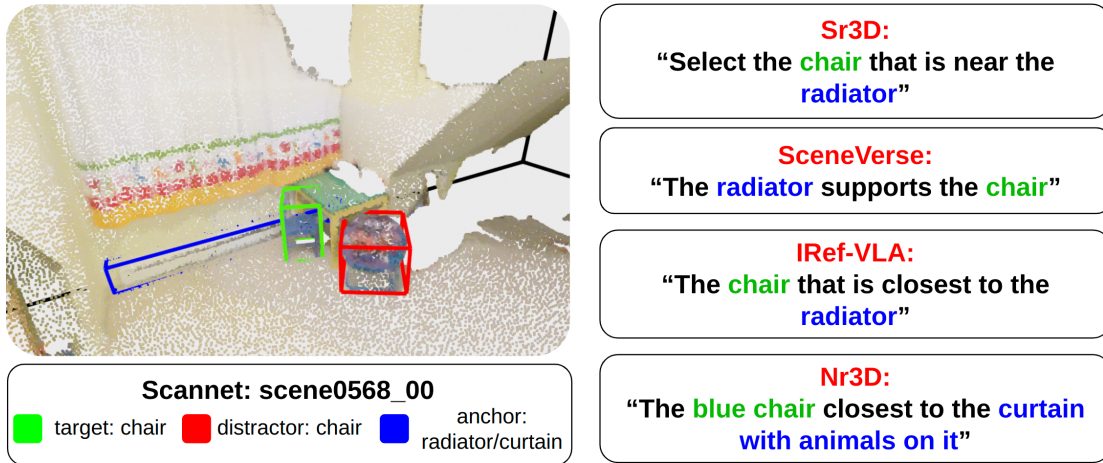 Sr3D:
“Select the chair that is near the
radiator”
SceneVerse:
“The radiator supports the chair”
IRef-VLA:
“The chair that is closest to the
radiator”
Nr3D:
“The blue chair closest to the curtain
with animals on it”
Scannet: scene0568_00
target: chair
distractor: chair
anchor:
radiator/curtain